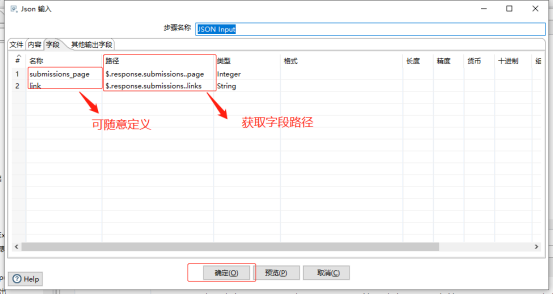 Json 输入
步骤名称 JSON Input
文件 内容 字段 其他输出字段
# 名称 路径 类型 格式 长度 精度 货币 十进制 组
1 submissions_page $.response.submissions..page Integer
2 link $.response.submissions..links String
可随意定义 获取字段路径
确定(O) 预览(P) 取消(C)
Help